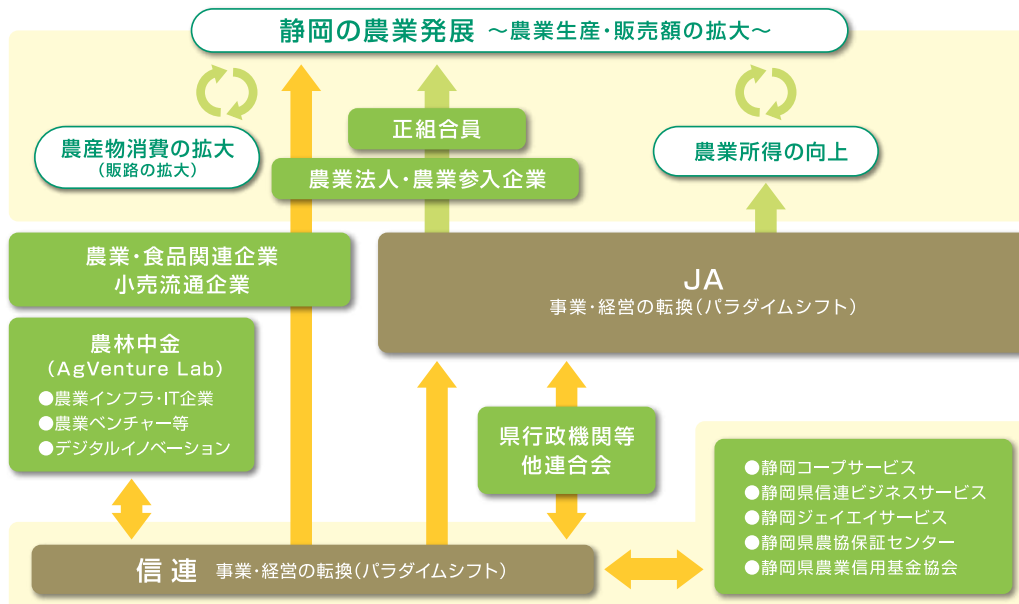 静岡の農業発展 ～農業生産・販売額の拡大～
農産物消費の拡大
（販路の拡大）
正組合員
農業法人・農業参入企業
農業所得の向上
農業・食品関連企業
小売流通企業
JA
事業・経営の転換（パラダイムシフト）
農林中金
（AgVenture Lab）
●農業インフラ・IT企業
●農業ベンチャー等
●デジタルイノベーション
県行政機関等
他連合会
●静岡コープサービス
●静岡県信連ビジネスサービス
●静岡ジェイエイサービス
●静岡県農協保証センター
●静岡県農業信用基金協会
信連 事業・経営の転換（パラダイムシフト）